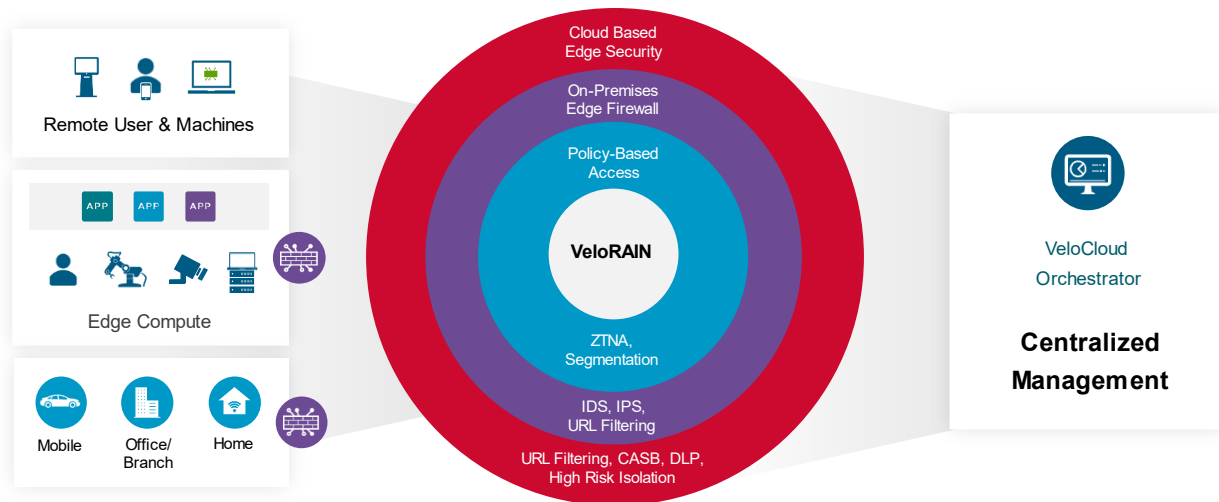 Remote User & Machines
APP
APP
APP
Edge Compute
Mobile
Office/
Branch
Home
Cloud Based
Edge Security
On-Premises
Edge Firewall
Policy-Based
Access
VeloRAIN
ZTNA,
Segmentation
IDS, IPS,
URL Filtering
URL Filtering, CASB, DLP,
High Risk Isolation
VeloCloud
Orchestrator
Centralized
Management